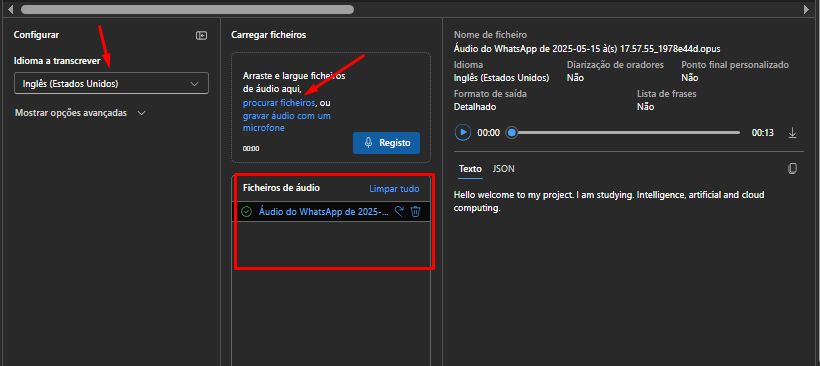 Configurar
Idioma a transcrever
Inglês (Estados Unidos)
Mostrar opções avançadas
Carregar ficheiros
Arraste e largue ficheiros
de áudio aqui,
procurar ficheiros, ou
gravar áudio com um
microfone
00:00
Registo
Ficheiros de áudio
Limpar tudo
Áudio do WhatsApp de 2025-...
Nome de ficheiro
Áudio do WhatsApp de 2025-05-15 à(s) 17.57.55_1978e44d.opus
Idioma Diarização de oradores Ponto final personalizado
Inglês (Estados Unidos) Não Não
Formato de saída Lista de frases
Detalhado Não
00:00 00:13
Texto JSON
Hello welcome to my project. I am studying. Intelligence, artificial and cloud
computing.